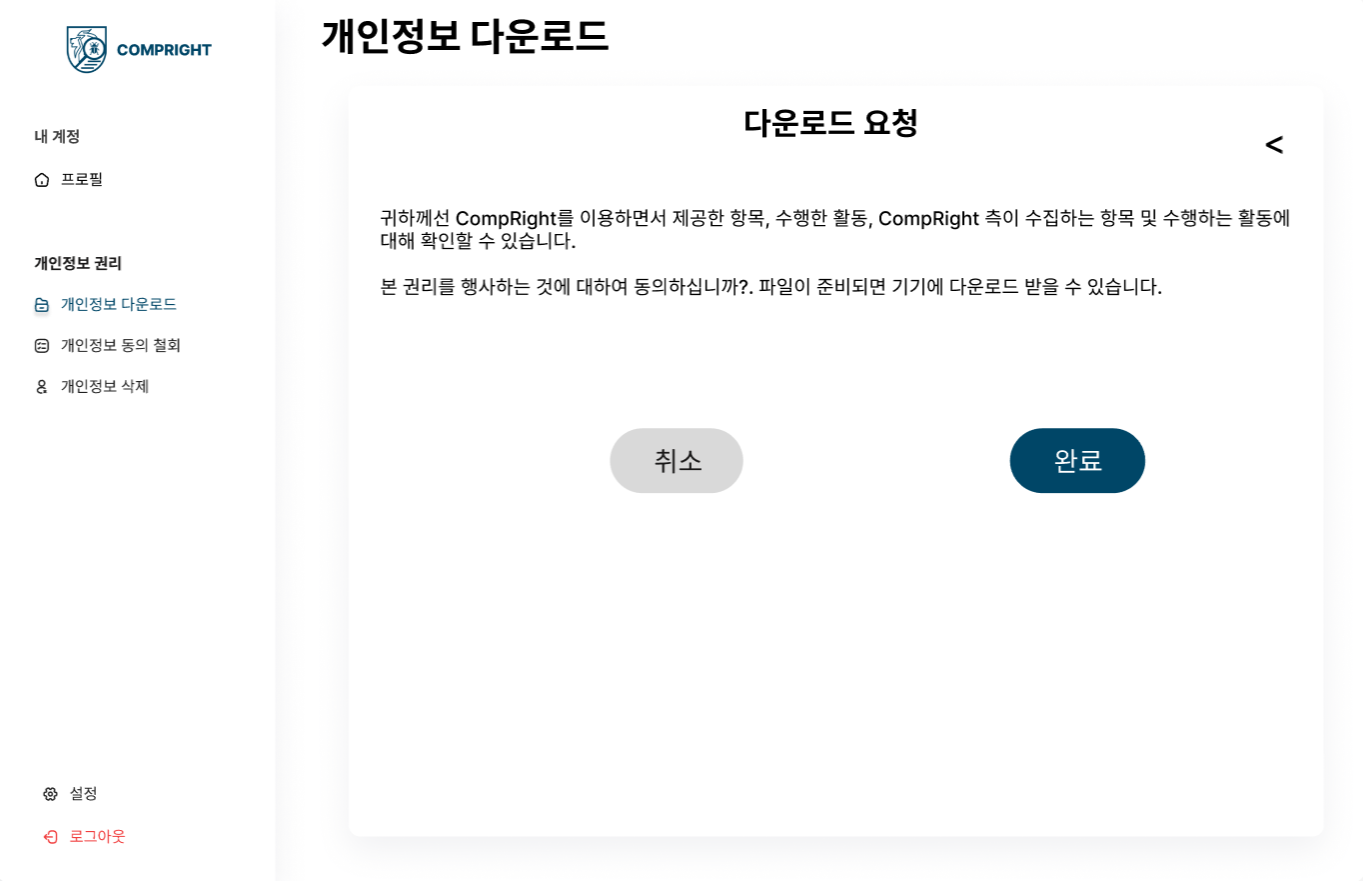 COMPRIGHT
내 계정
프로필
개인정보 권리
개인정보 다운로드
개인정보 동의 철회
개인정보 삭제
설정
로그아웃
개인정보 다운로드
다운로드 요청
<
귀하께선 CompRight를 이용하면서 제공한 항목, 수행한 활동, CompRight 측이 수집하는 항목 및 수행하는 활동에
대해 확인할 수 있습니다.
본 권리를 행사하는 것에 대하여 동의하십니까?. 파일이 준비되면 기기에 다운로드 받을 수 있습니다.
취소
완료